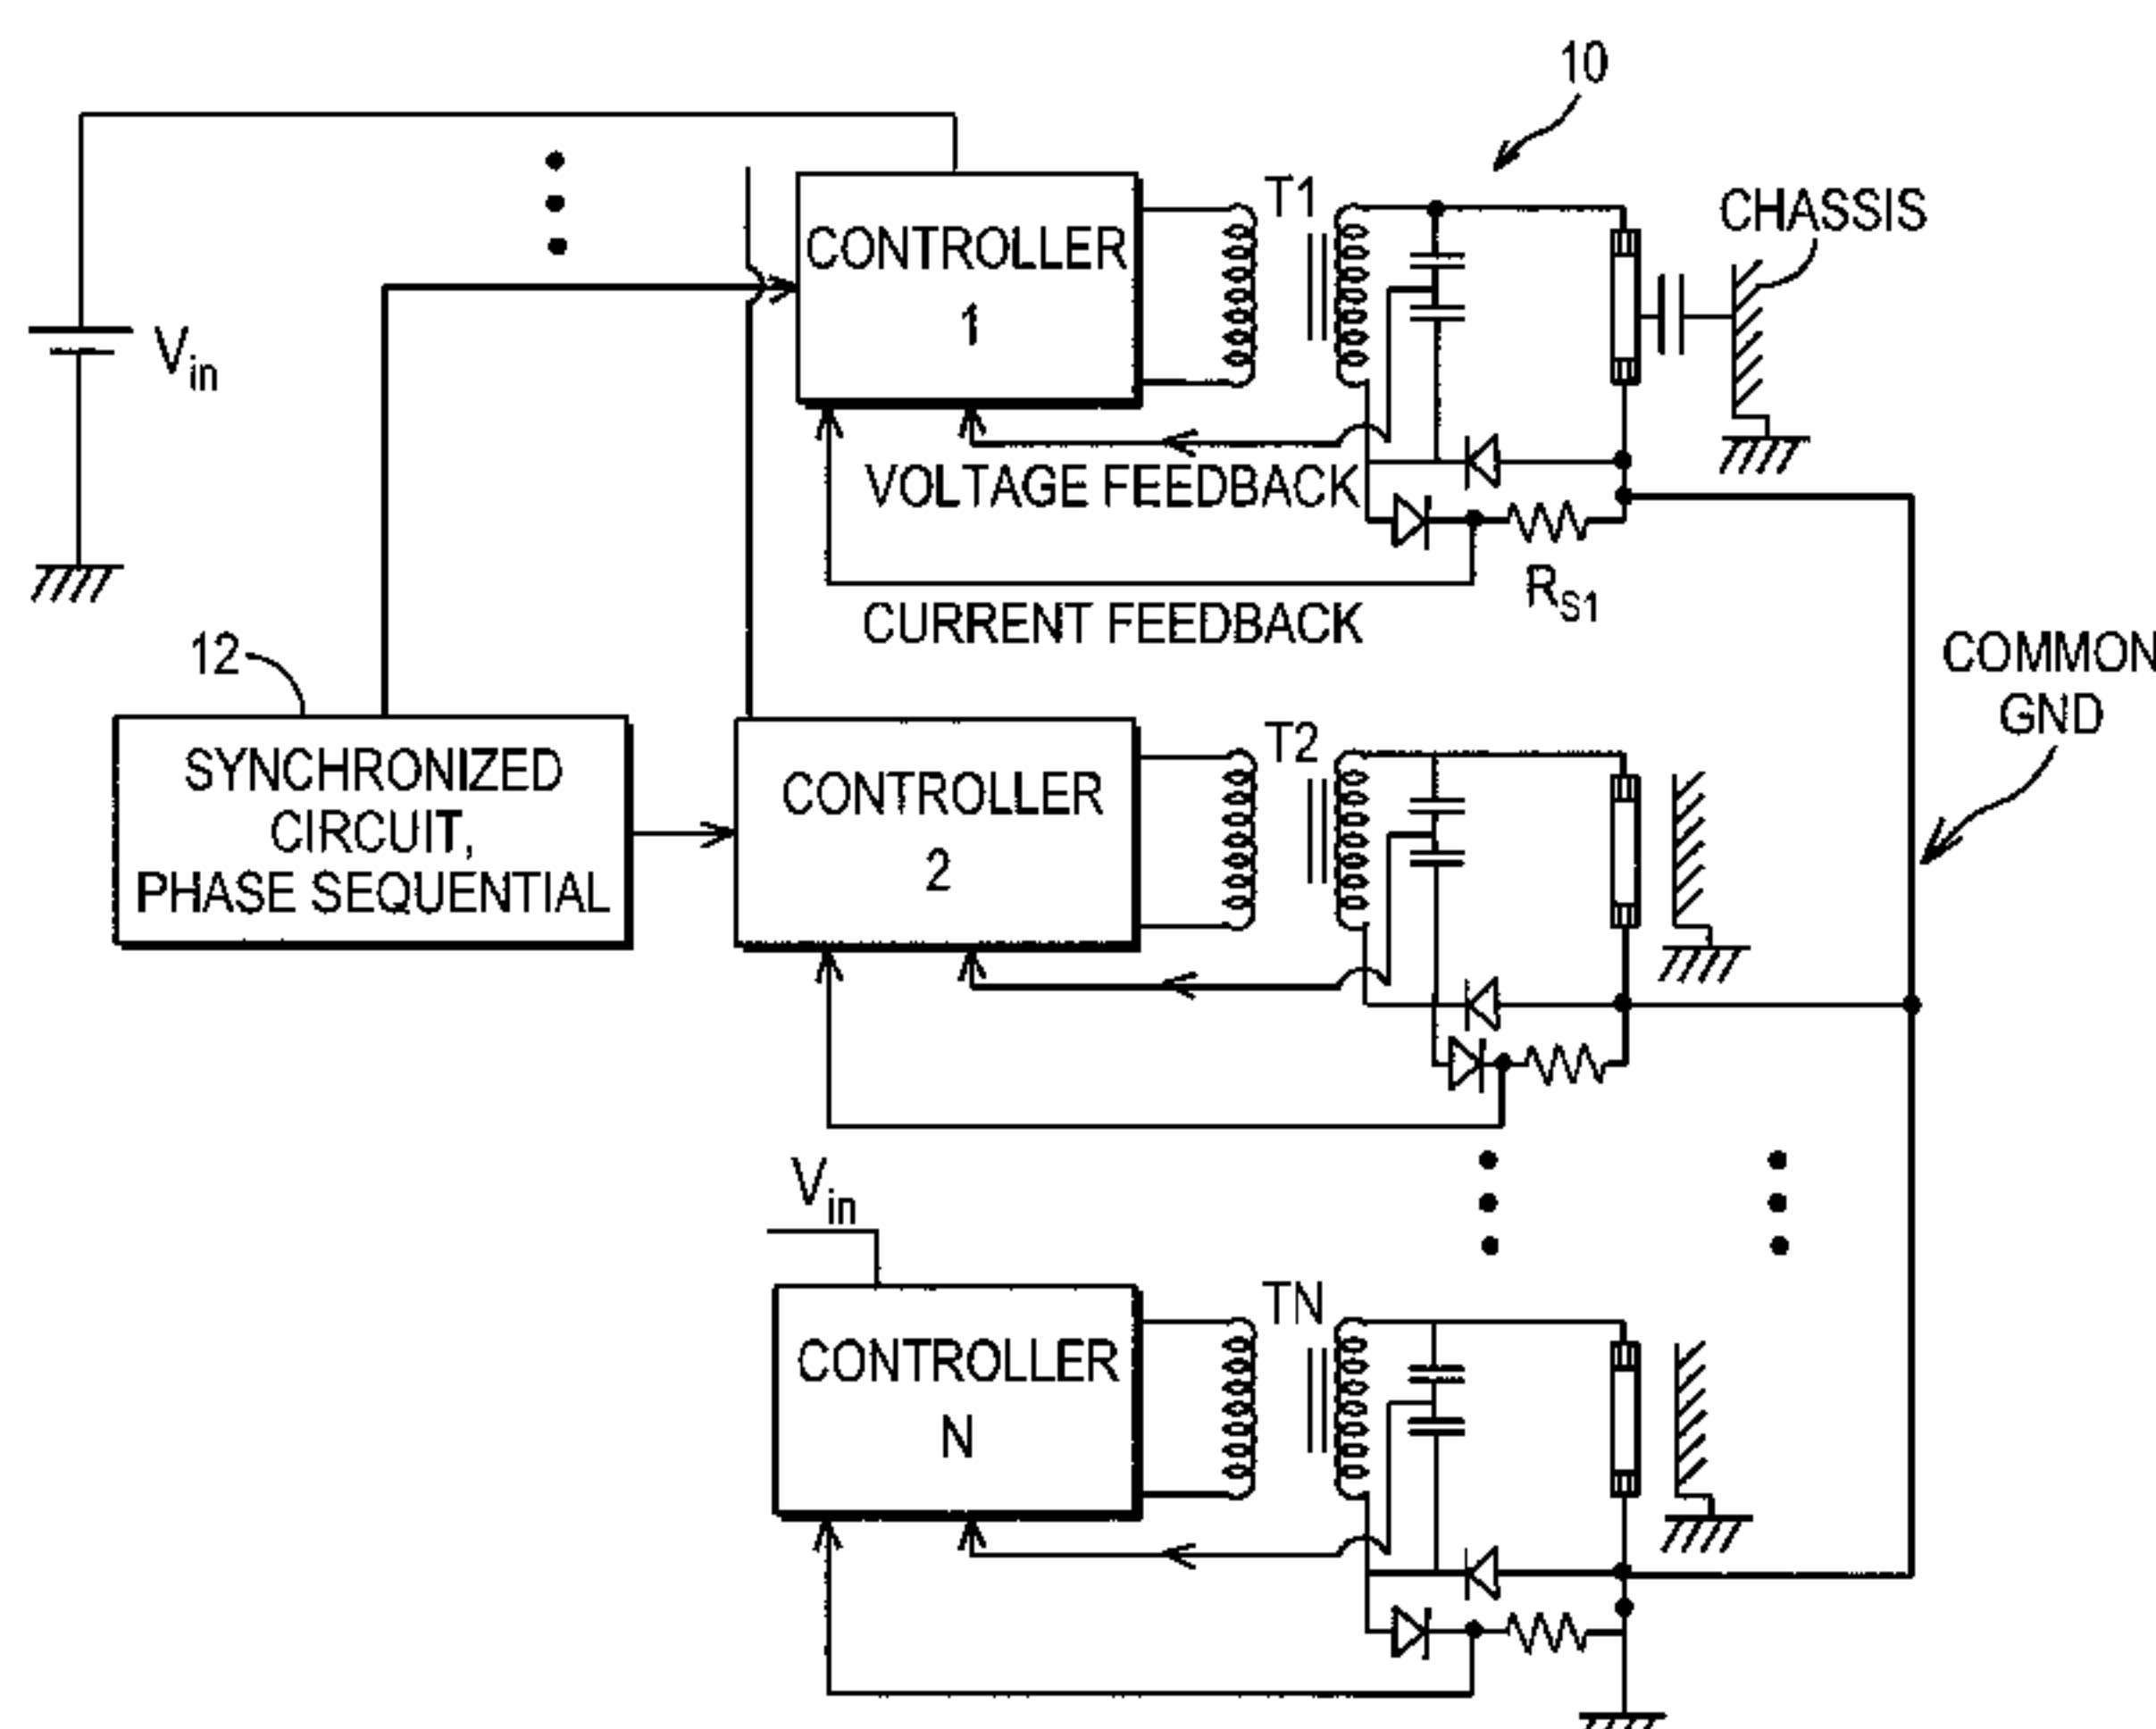 10
T1
CHASSIS
CONTROLLER
1
Vin
VOLTAGE FEEDBACK
RS1
CURRENT FEEDBACK
12
COMMON
GND
SYNCHRONIZED
CIRCUIT,
PHASE SEQUENTIAL
T2
CONTROLLER
2
Vin
TN
CONTROLLER
N